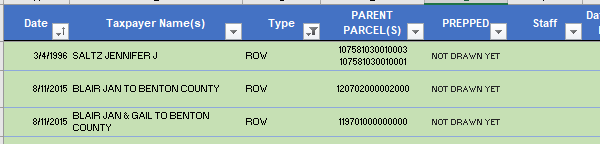 Date Taxpayer Name(s) Type PARENT PARCEL(S) PREPPED Staff Da
3/4/1996 SALTZ JENNIFER J ROW 107581030010003 NOT DRAWN YET
107581030010001
8/11/2015 BLAIR JAN TO BENTON COUNTY ROW 120702000002000 NOT DRAWN YET
8/11/2015 BLAIR JAN & GAIL TO BENTON COUNTY ROW 119701000000000 NOT DRAWN YET